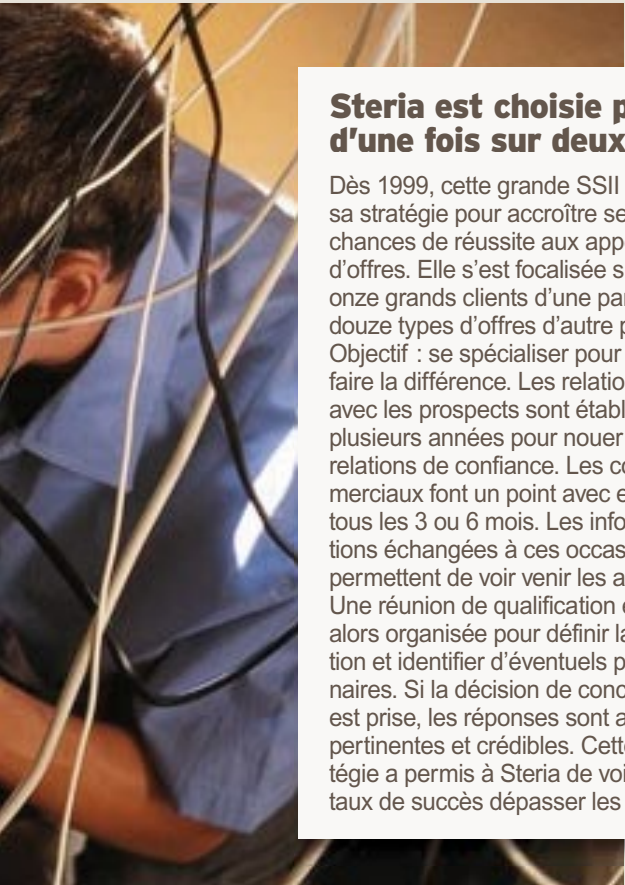 Steria est choisie p
d'une fois sur deux
Dès 1999, cette grande SSII
sa stratégie pour accroître se
chances de réussite aux app
d'offres. Elle s'est focalisée s
onze grands clients d'une par
douze types d'offres d'autre p
Objectif : se spécialiser pour
faire la différence. Les relatio
avec les prospects sont établ
plusieurs années pour nouer
relations de confiance. Les co
merciaux font un point avec e
tous les 3 ou 6 mois. Les info
tions échangées à ces occas
permettent de voir venir les a
Une réunion de qualification e
alors organisée pour définir la
tion et identifier d'éventuels p
naires. Si la décision de conc
est prise, les réponses sont a
pertinentes et crédibles. Cette
tégie a permis à Steria de voi
taux de succès dépasser les